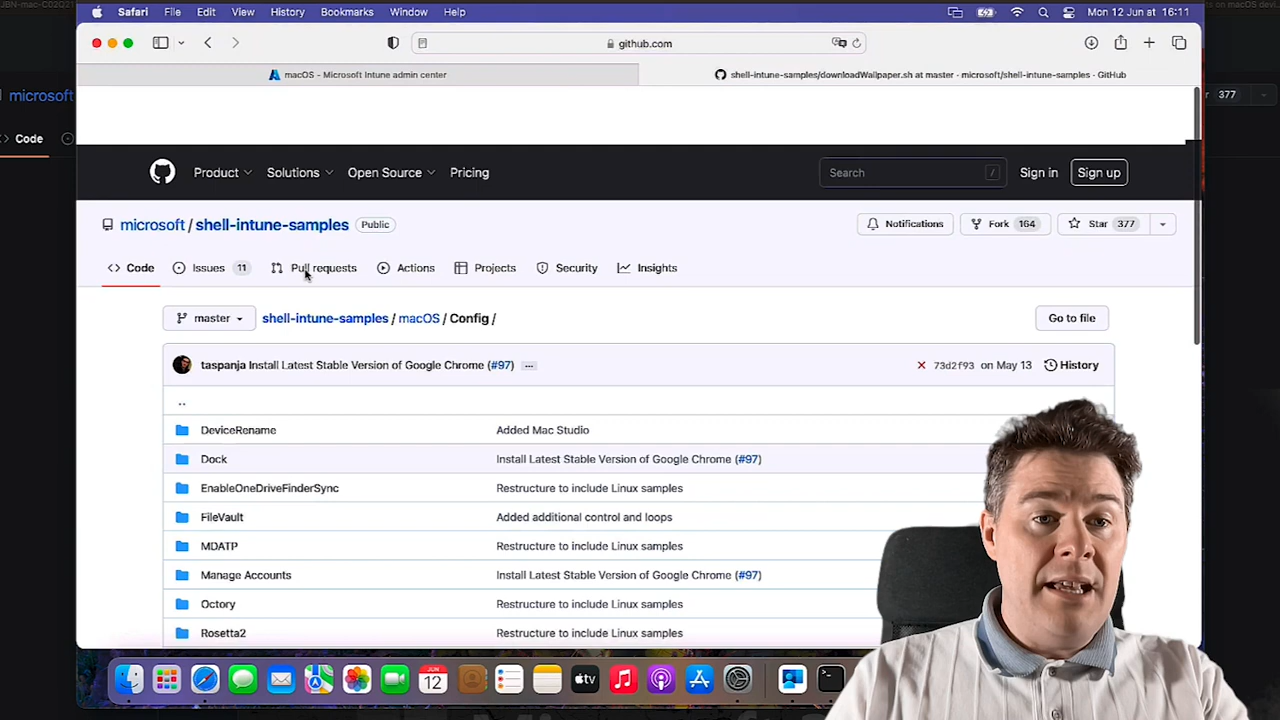 Safari File Edit View History Bookmarks Window Help Mon 12 Jun at 16:11
github.com
macOS - Microsoft Intune admin center
shell-intune-samples/downloadWallpaper.sh at master · microsoft/shell-intune-samples · GitHub
microsoft
377
Code
Product Solutions Open Source Pricing Search / Sign in Sign up
microsoft / shell-intune-samples Public Notifications Fork 164 Star 377
Code Issues 11 Pull requests Actions Projects Security Insights
master shell-intune-samples / macOS / Config / Go to file
taspanja Install Latest Stable Version of Google Chrome (#97) ... 73d2f93 on May 13 History
..
DeviceRename Added Mac Studio
Dock Install Latest Stable Version of Google Chrome (#97)
EnableOneDriveFinderSync Restructure to include Linux samples
FileVault Added additional control and loops
MDATP Restructure to include Linux samples
Manage Accounts Install Latest Stable Version of Google Chrome (#97)
Octory Restructure to include Linux samples
Rosetta2 Restructure to include Linux samples
JUN
12
tv